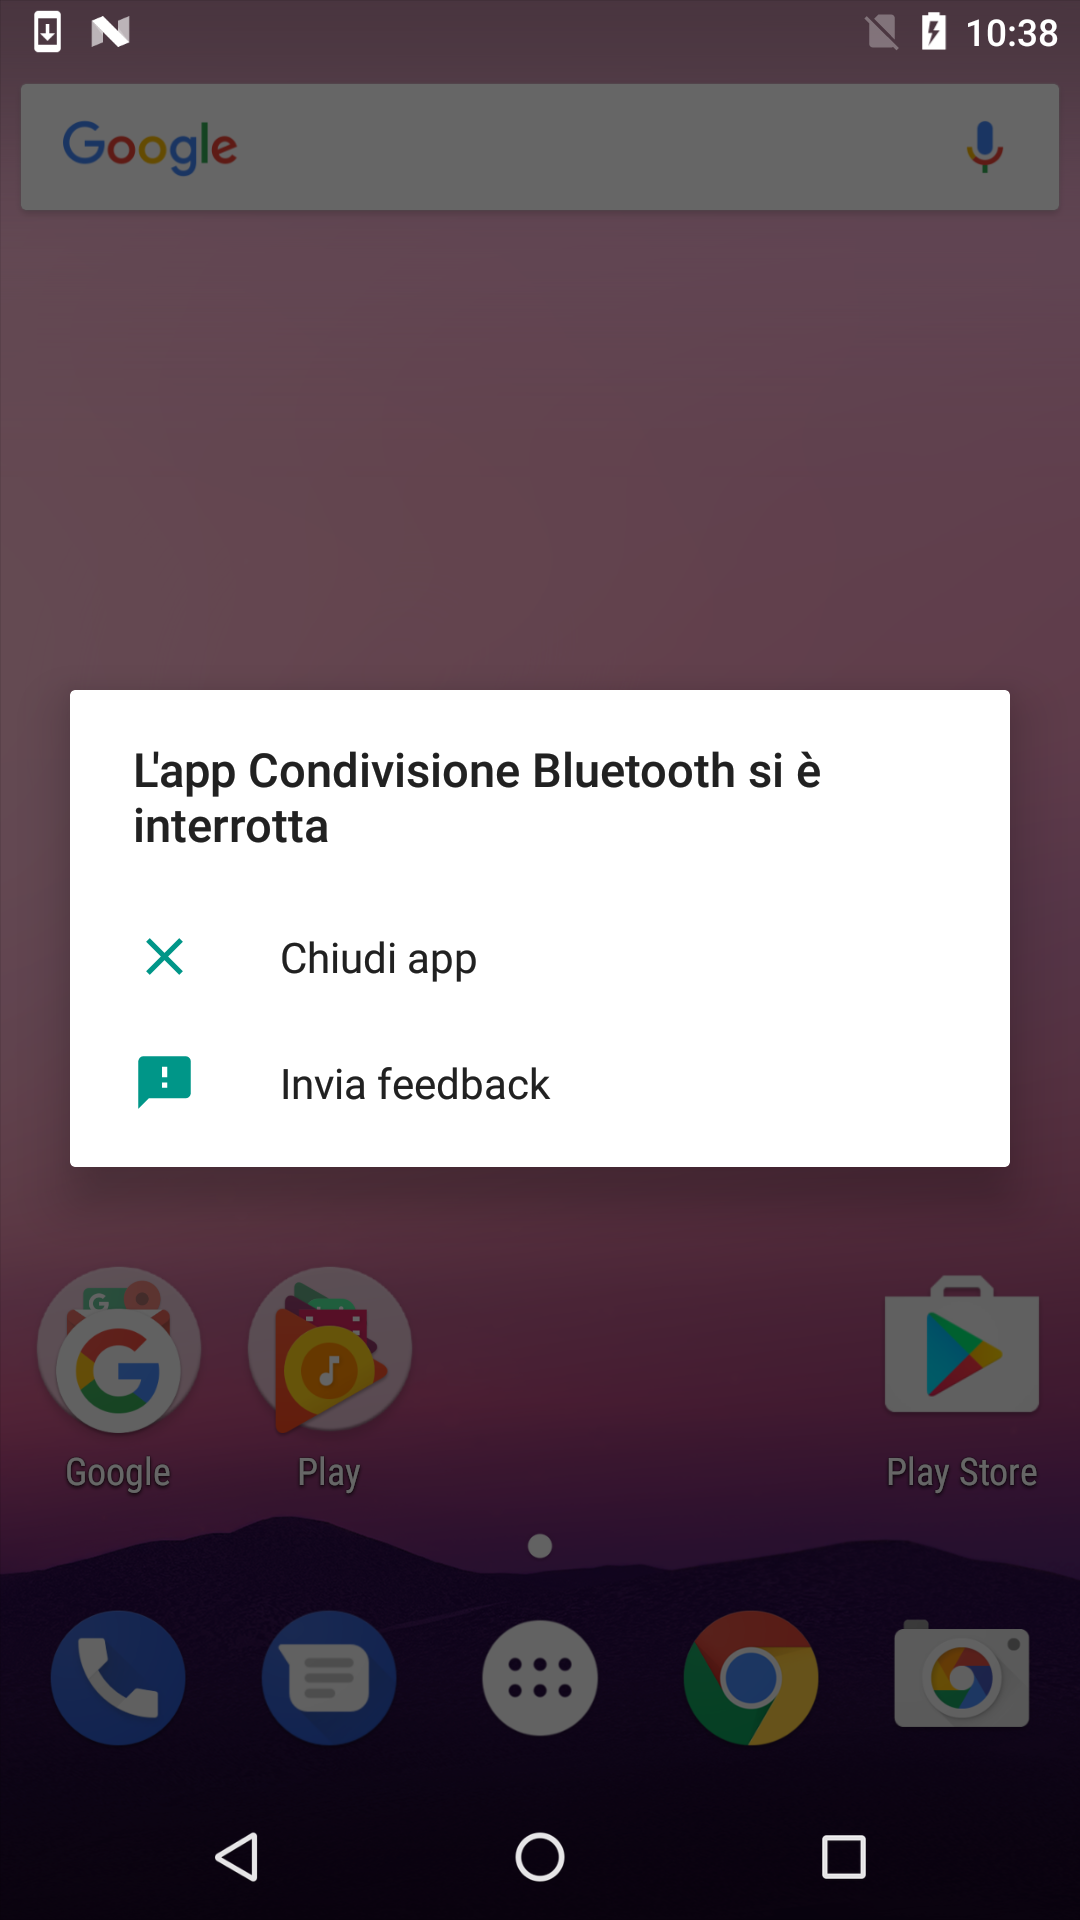 10:38
Google
L'app Condivisione Bluetooth si è
interrotta
Chiudi app
Invia feedback
Google
Play
Play Store